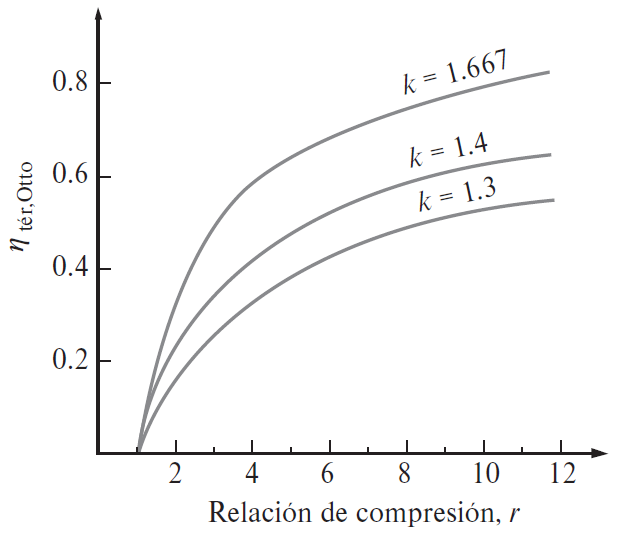 0.8
0.6
0.4
0.2
η tér,Otto
k = 1.667
k = 1.4
k = 1.3
2 4 6 8 10 12
Relación de compresión, r